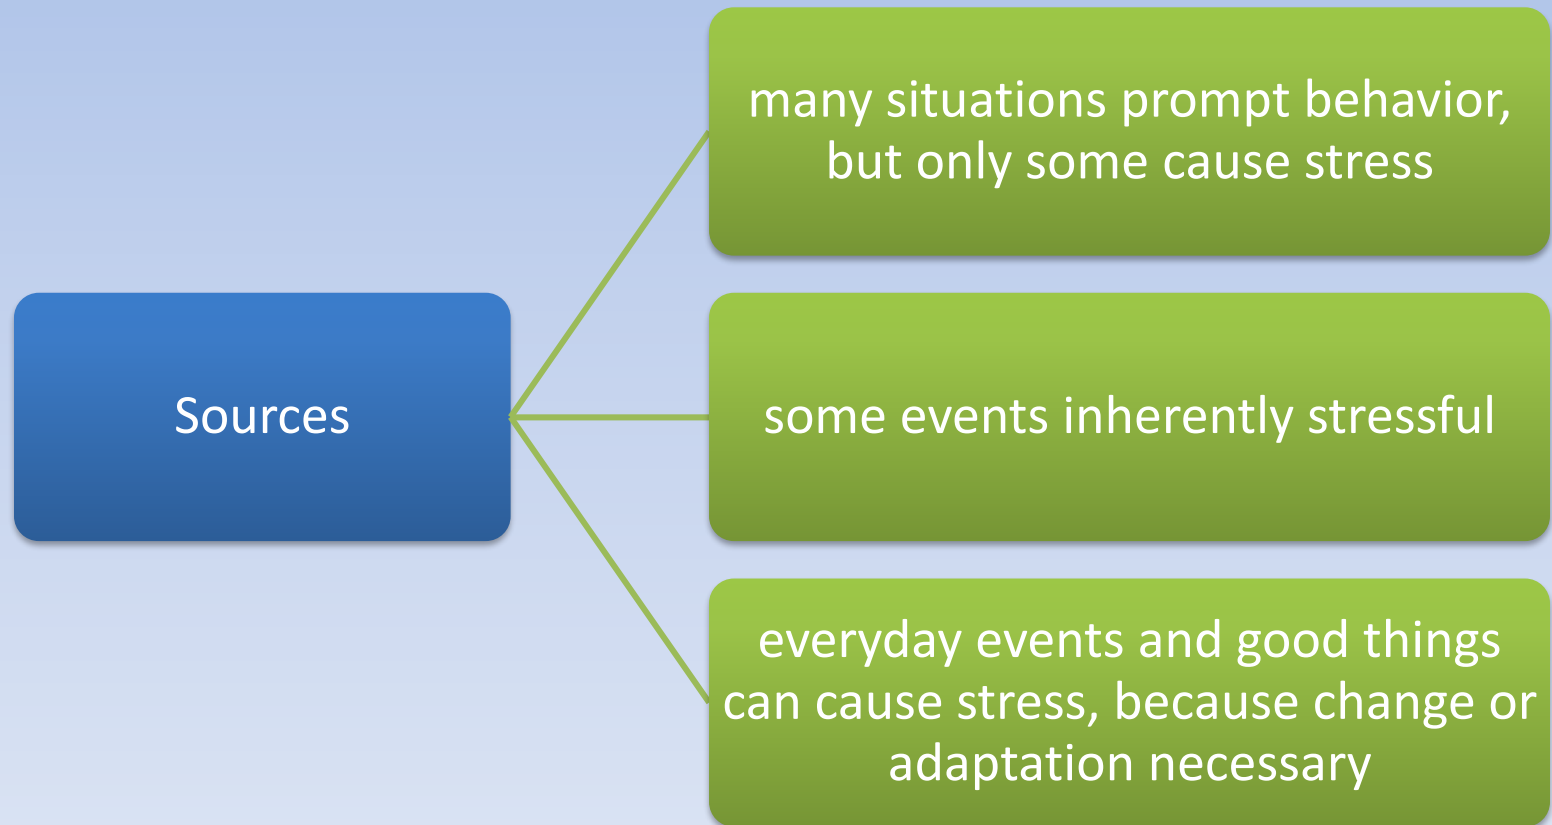 Sources
many situations prompt behavior,
but only some cause stress
some events inherently stressful
everyday events and good things
can cause stress, because change or
adaptation necessary